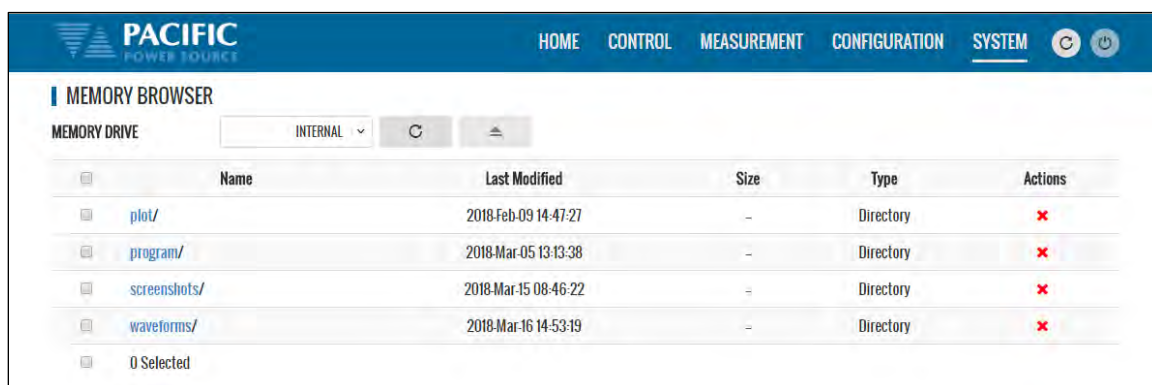 PACIFIC
POWER SOURCE
HOME CONTROL MEASUREMENT CONFIGURATION SYSTEM
MEMORY BROWSER
MEMORY DRIVE INTERNAL
Name Last Modified Size Type Actions
plot/ 2018-Feb-09 14:47:27 – Directory
program/ 2018-Mar-05 13:13:38 – Directory
screenshots/ 2018-Mar-15 08:46:22 – Directory
waveforms/ 2018-Mar-16 14:53:19 – Directory
0 Selected